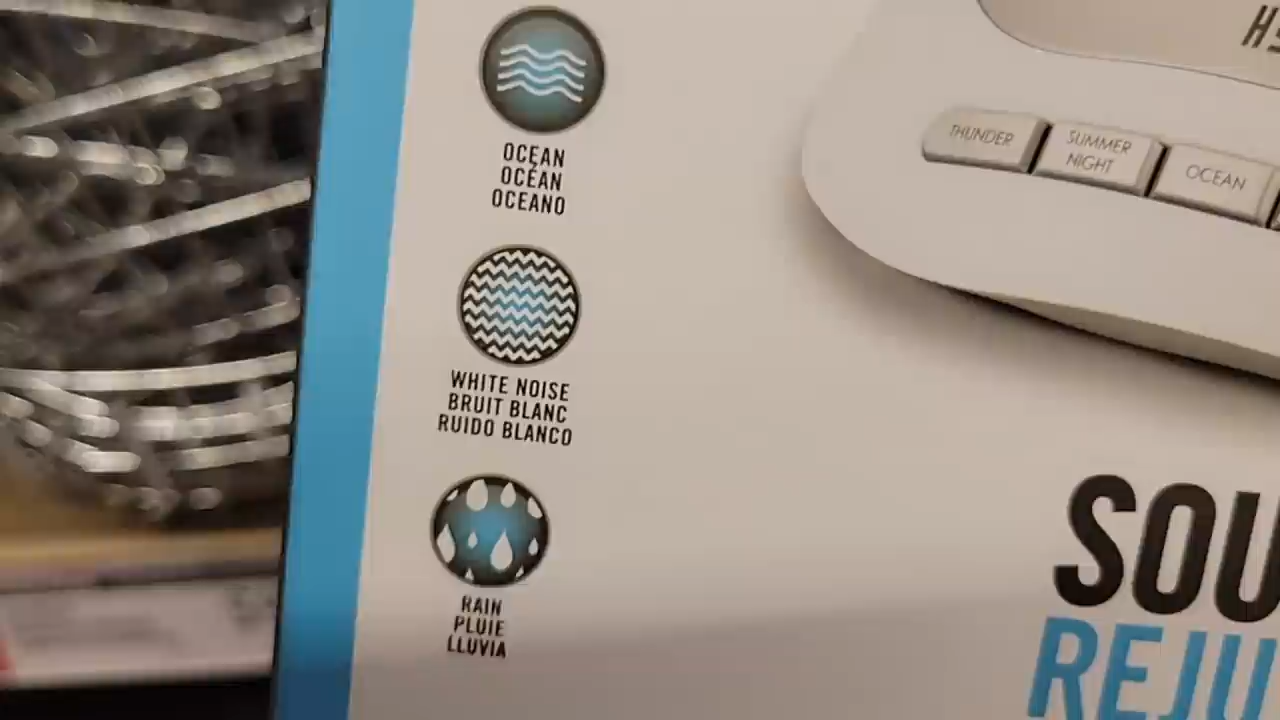 OCEAN
OCÉAN
OCEANO
WHITE NOISE
BRUIT BLANC
RUIDO BLANCO
RAIN
PLUIE
LLUVIA
THUNDER
SUMMER
NIGHT
OCEAN
SOU
REJU